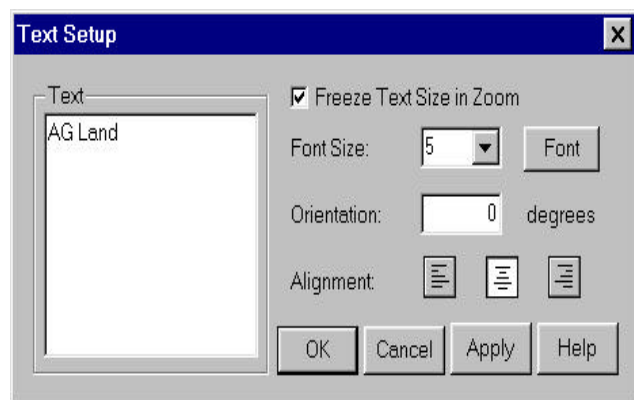 Text Setup
Text
AG Land
Freeze Text Size in Zoom
Font Size: 5 Font
Orientation: 0 degrees
Alignment:
OK Cancel Apply Help